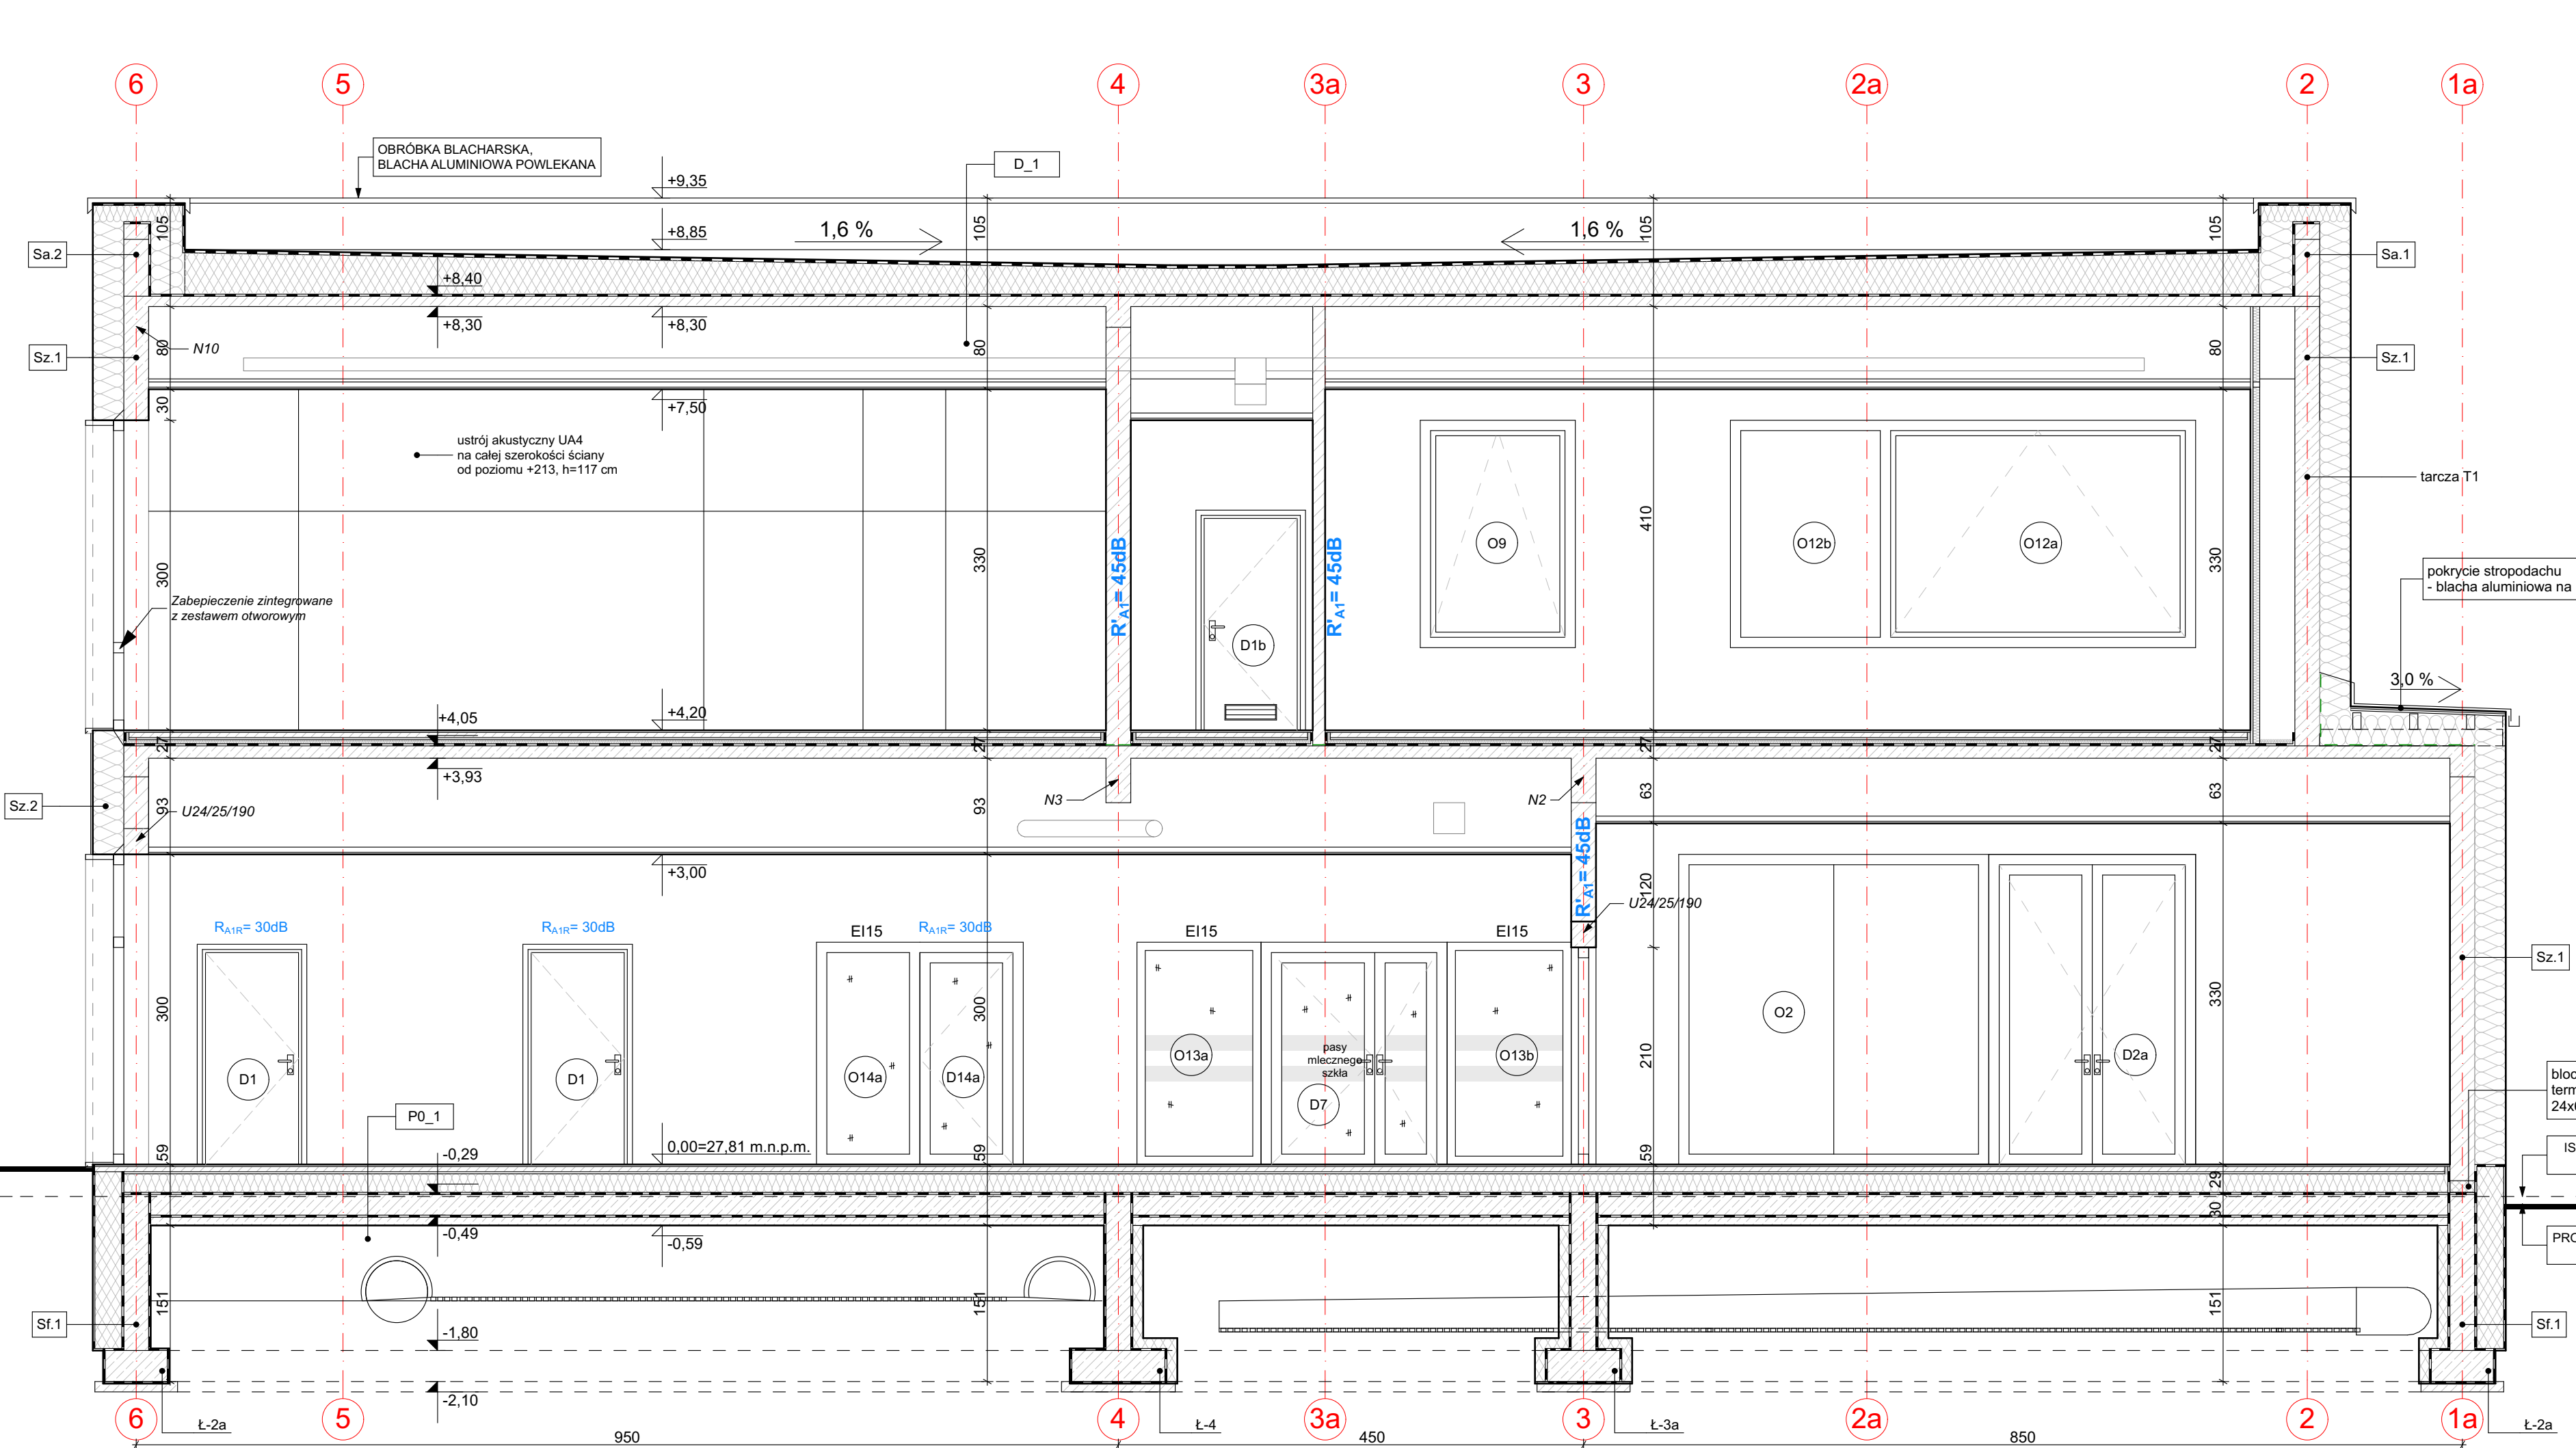 6 5 4 3a 3 2a 2 1a
OBRÓBKA BLACHARSKA,
BLACHA ALUMINIOWA POWLEKANA
D_1
+9,35
105 105 105 105
1,6 % 1,6 %
+8,85
Sa.2 Sa.1
+8,40
+8,30 +8,30
N10
Sz.1 80 80 80 Sz.1
30 +7,50
ustrój akustyczny UA4
na całej szerokości ściany
od poziomu +213, h=117 cm
tarcza T1
300 330 410 330
R'A1= 45dB R'A1= 45dB
O9 O12b O12a
D1b
pokrycie stropodachu
- blacha aluminiowa na
Zabepieczenie zintegrowane
z zestawem otworowym
3,0 %
+4,05 +4,20
27 27 27 27
+3,93
Sz.2 93 93 63 63
U24/25/190
N3 N2
R'A1= 45dB
+3,00
120
U24/25/190
RA1R= 30dB RA1R= 30dB EI15 RA1R= 30dB EI15 EI15
Sz.1
300 300 210 330
O2
O13a O13b D2a
pasy
mlecznego
szkła
D1 D1 O14a D14a
D7
24x
P0_1
0,00=27,81 m.n.p.m.
59 59 59
-0,29
29
30
-0,49 -0,59
151 151 151
Sf.1 Sf.1
-1,80
-2,10
6 5 4 3a 3 2a 2 1a
Ł-2a Ł-4 Ł-3a Ł-2a
950 450 850